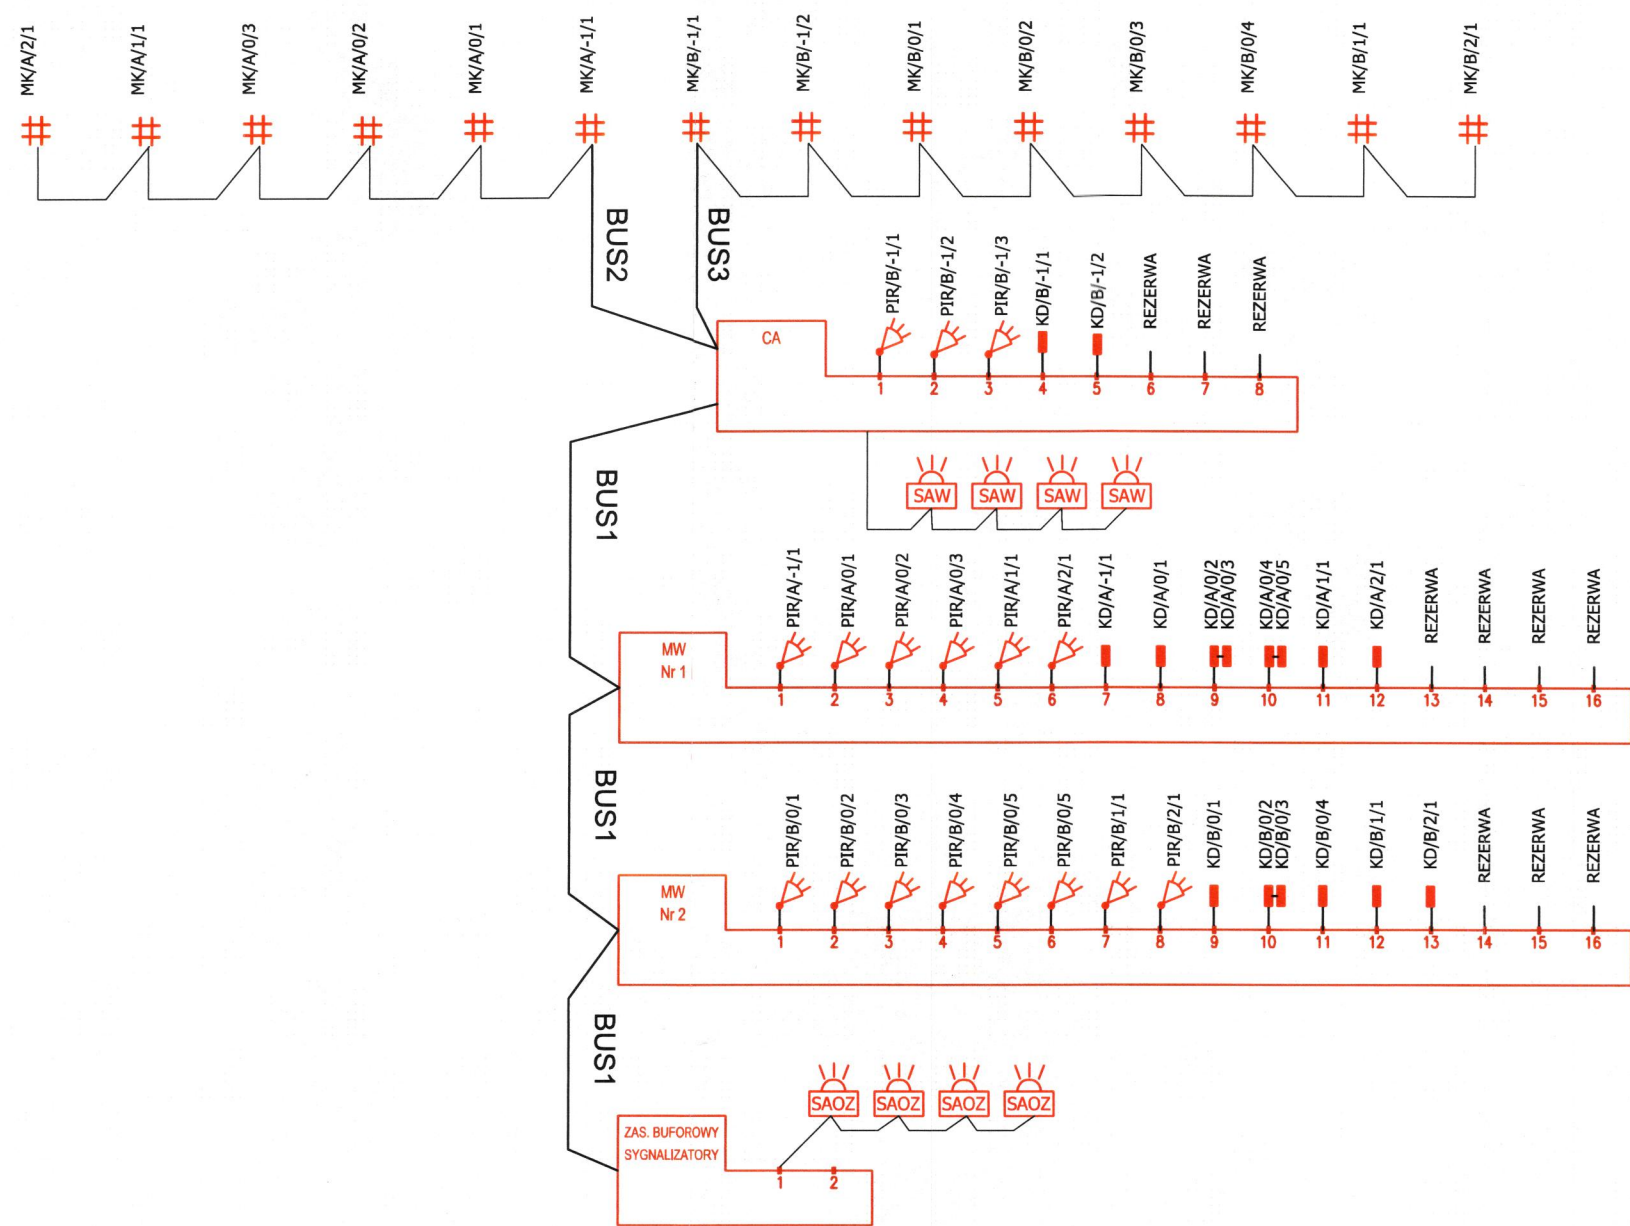 MK/A/2/1
MK/A/1/1
MK/A/0/3
MK/A/0/2
MK/A/0/1
MK/A/-1/1
MK/B/-1/1
MK/B/-1/2
MK/B/0/1
MK/B/0/2
MK/B/0/3
MK/B/0/4
MK/B/1/1
MK/B/2/1
BUS2
BUS3
CA
PIR/B/-1/1
PIR/B/-1/2
PIR/B/-1/3
KD/B/-1/1
KD/B/-1/2
REZERWA
REZERWA
REZERWA
1
2
3
4
5
6
7
8
BUS1
SAW
SAW
SAW
SAW
MW
Nr 1
PIR/A/-1/1
PIR/A/0/1
PIR/A/0/2
PIR/A/0/3
PIR/A/1/1
PIR/A/2/1
KD/A/-1/1
KD/A/0/1
KD/A/0/2
KD/A/0/3
KD/A/0/4
KD/A/0/5
KD/A/1/1
KD/A/2/1
REZERWA
REZERWA
REZERWA
REZERWA
1
2
3
4
5
6
7
8
9
10
11
12
13
14
15
16
BUS1
MW
Nr 2
PIR/B/0/1
PIR/B/0/2
PIR/B/0/3
PIR/B/0/4
PIR/B/0/5
PIR/B/0/5
PIR/B/1/1
PIR/B/2/1
KD/B/0/1
KD/B/0/2
KD/B/0/3
KD/B/0/4
KD/B/1/1
KD/B/2/1
REZERWA
REZERWA
REZERWA
1
2
3
4
5
6
7
8
9
10
11
12
13
14
15
16
BUS1
SAOZ
SAOZ
SAOZ
SAOZ
ZAS. BUFOROWY
SYGNALIZATORY
1
2